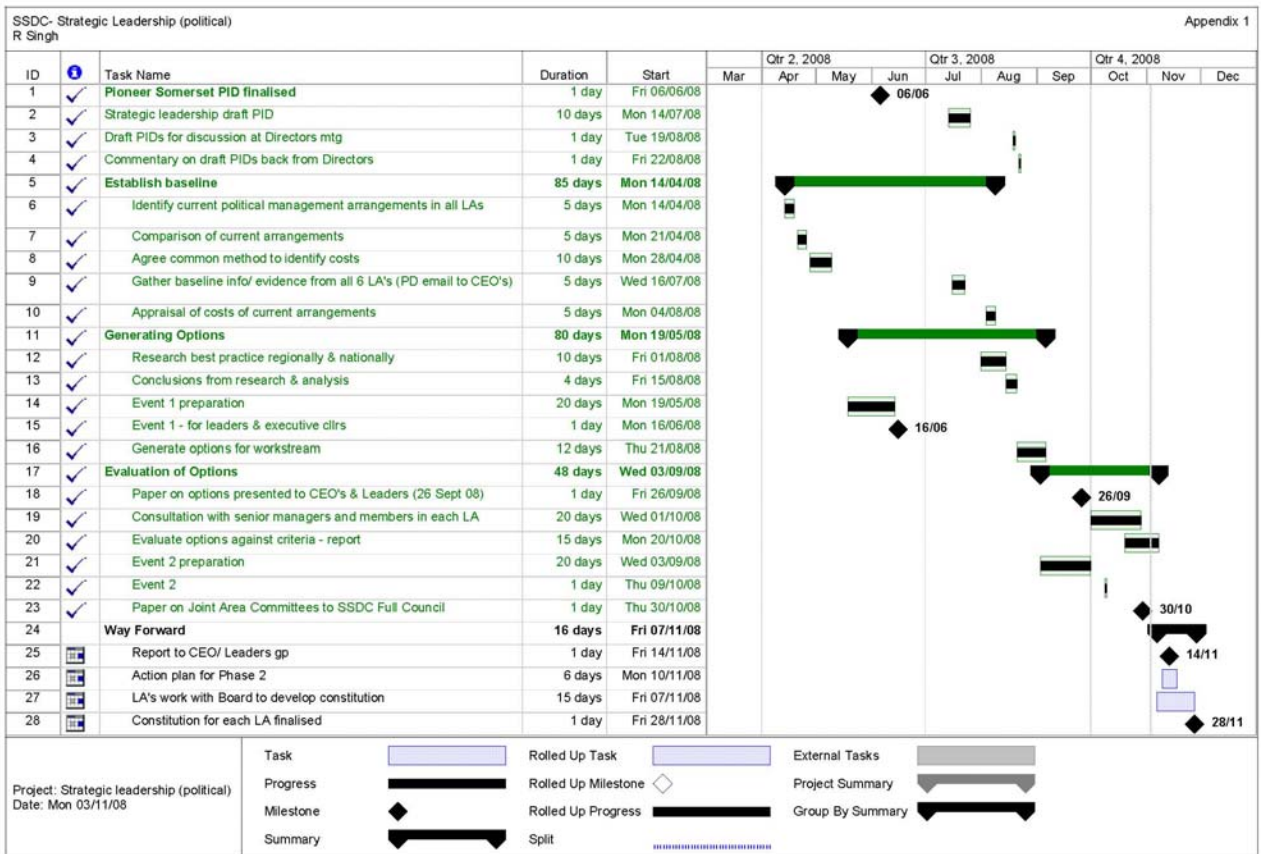 SSDC- Strategic Leadership (political)
R Singh
Appendix 1
Qtr 2, 2008 Qtr 3, 2008 Qtr 4, 2008
ID Task Name Duration Start Mar Apr May Jun Jul Aug Sep Oct Nov Dec
1 Pioneer Somerset PID finalised 1 day Fri 06/06/08 06/06
2 Strategic leadership draft PID 10 days Mon 14/07/08
3 Draft PIDs for discussion at Directors mtg 1 day Tue 19/08/08
4 Commentary on draft PIDs back from Directors 1 day Fri 22/08/08
5 Establish baseline 85 days Mon 14/04/08
6 Identify current political management arrangements in all LAs 5 days Mon 14/04/08
7 Comparison of current arrangements 5 days Mon 21/04/08
8 Agree common method to identify costs 10 days Mon 28/04/08
9 Gather baseline info/ evidence from all 6 LA's (PD email to CEO's) 5 days Wed 16/07/08
10 Appraisal of costs of current arrangements 5 days Mon 04/08/08
11 Generating Options 80 days Mon 19/05/08
12 Research best practice regionally & nationally 10 days Fri 01/08/08
13 Conclusions from research & analysis 4 days Fri 15/08/08
14 Event 1 preparation 20 days Mon 19/05/08
15 Event 1 - for leaders & executive cllrs 1 day Mon 16/06/08 16/06
16 Generate options for workstream 12 days Thu 21/08/08
17 Evaluation of Options 48 days Wed 03/09/08
18 Paper on options presented to CEO's & Leaders (26 Sept 08) 1 day Fri 26/09/08 26/09
19 Consultation with senior managers and members in each LA 20 days Wed 01/10/08
20 Evaluate options against criteria - report 15 days Mon 20/10/08
21 Event 2 preparation 20 days Wed 03/09/08
22 Event 2 1 day Thu 09/10/08
23 Paper on Joint Area Committees to SSDC Full Council 1 day Thu 30/10/08 30/10
24 Way Forward 16 days Fri 07/11/08
25 Report to CEO/ Leaders gp 1 day Fri 14/11/08 14/11
26 Action plan for Phase 2 6 days Mon 10/11/08
27 LA's work with Board to develop constitution 15 days Fri 07/11/08
28 Constitution for each LA finalised 1 day Fri 28/11/08 28/11
Project: Strategic leadership (political)
Date: Mon 03/11/08
Task Rolled Up Task External Tasks
Progress Rolled Up Milestone Project Summary
Milestone Rolled Up Progress Group By Summary
Summary Split